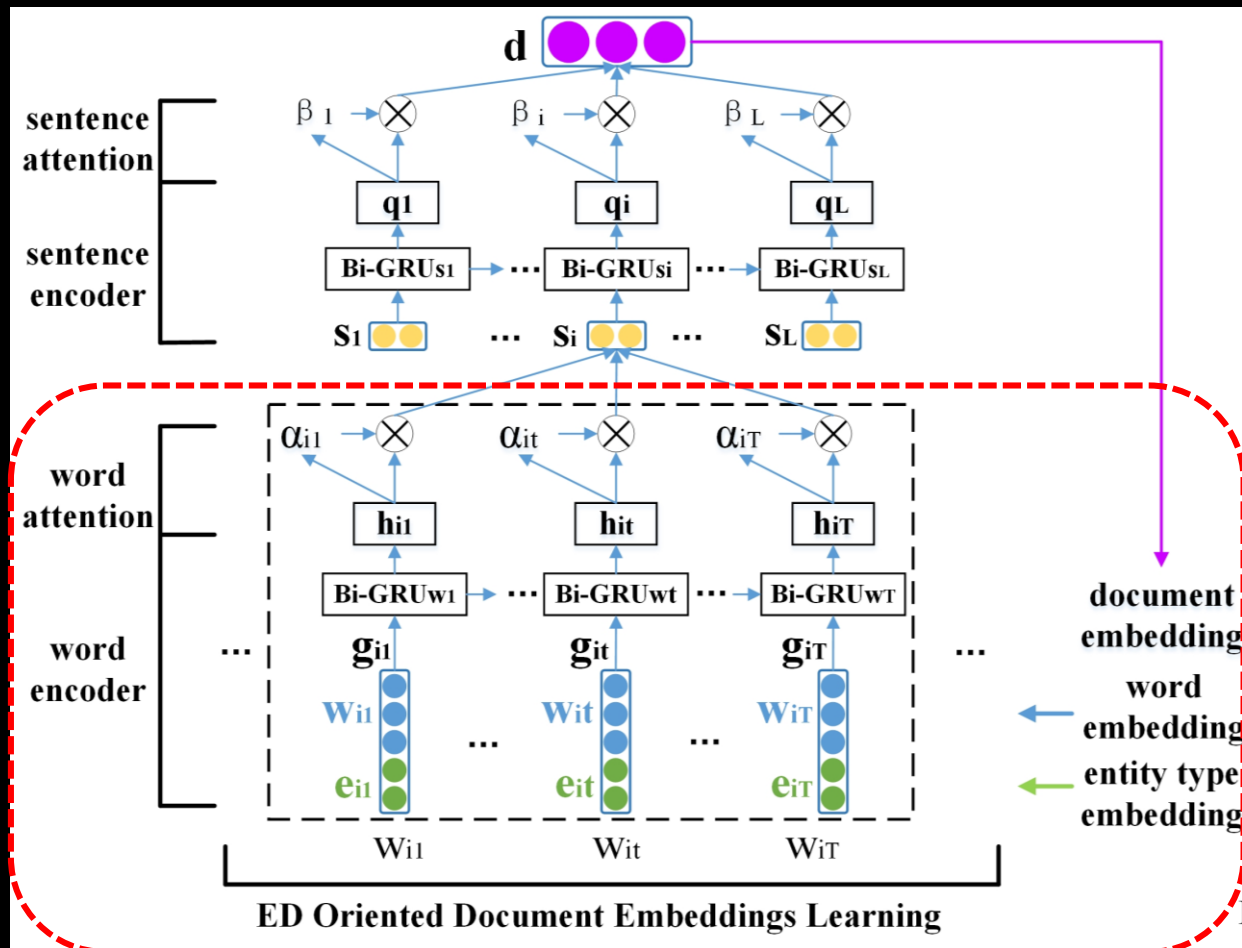 d
sentence
attention
β 1
β i
β L
q1
qi
qL
sentence
encoder
Bi-GRUs1
...
Bi-GRUsi
...
Bi-GRUsL
s1
...
si
...
sL
word
attention
αi1
αit
αiT
hi1
hit
hiT
word
encoder
Bi-GRUw1
...
Bi-GRUwt
...
Bi-GRUwT
...
gi1
git
giT
...
wi1
wit
wiT
...
...
ei1
eit
eiT
document
embedding
word
embedding
entity type
embedding
wi1
wit
wiT
ED Oriented Document Embeddings Learning